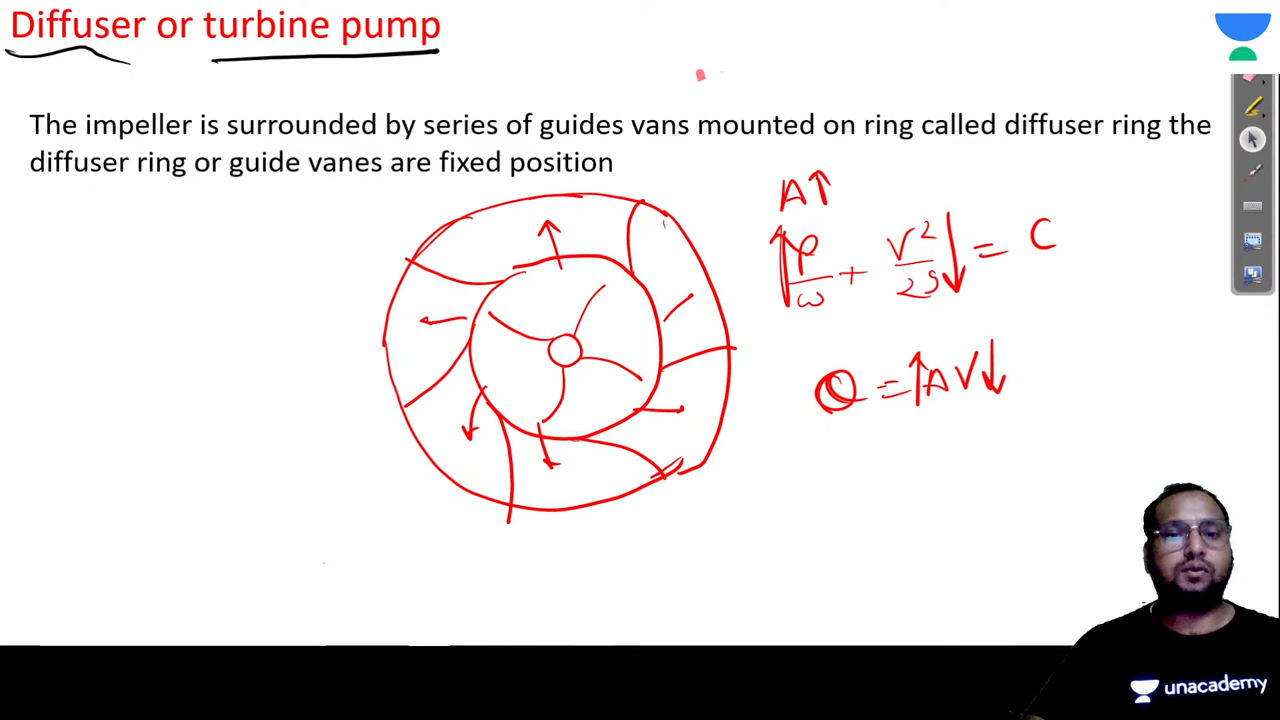 Diffuser or turbine pump
The impeller is surrounded by series of guides vans mounted on ring called diffuser ring the
diffuser ring or guide vanes are fixed position
A↑
↑P/ω + V²/2g↓ = C
Q = ↑A V↓
unacademy